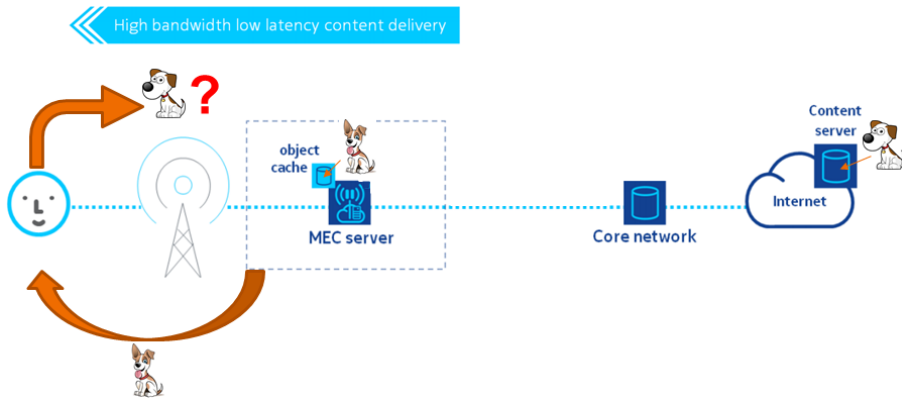 High bandwidth low latency content delivery
?
Content
server
object
cache
Internet
MEC server
Core network